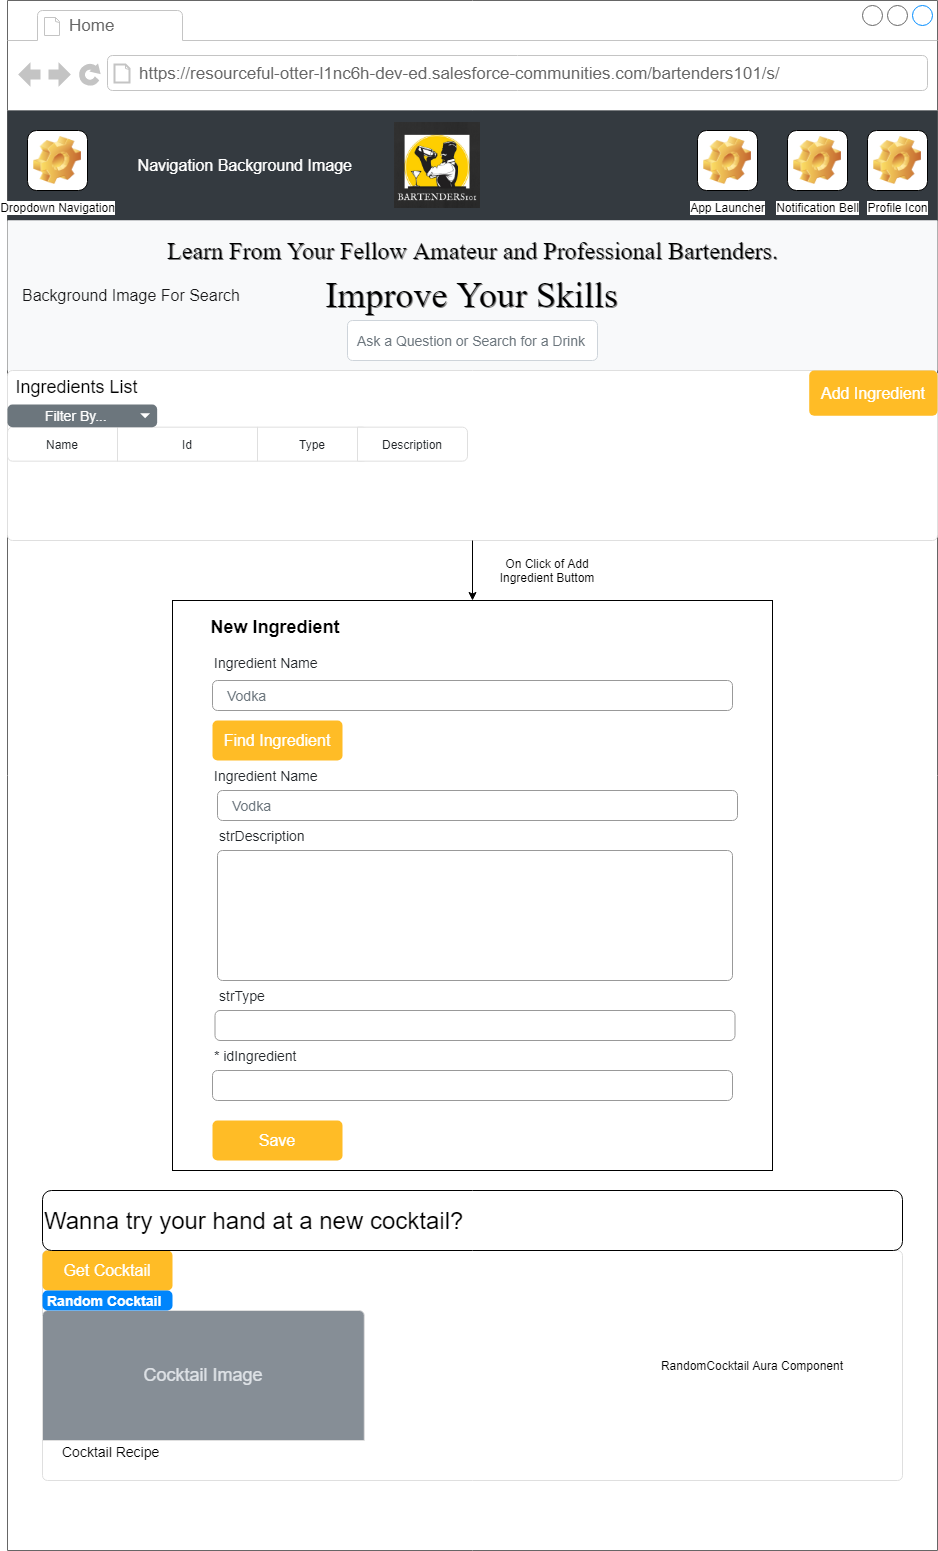 Home
https://resourceful-otter-l1nc6h-dev-ed.salesforce-communities.com/bartenders101/s/
Navigation Background Image
BARTENDERS101
Dropdown Navigation
App Launcher
Notification Bell
Profile Icon
Learn From Your Fellow Amateur and Professional Bartenders.
Background Image For Search
Improve Your Skills
Ask a Question or Search for a Drink
Ingredients List
Add Ingredient
Filter By...
Name Id Type Description
On Click of Add
Ingredient Buttom
New Ingredient
Ingredient Name
Vodka
Find Ingredient
Ingredient Name
Vodka
strDescription
strType
* idIngredient
Save
Wanna try your hand at a new cocktail?
Get Cocktail
Random Cocktail
Cocktail Image
RandomCocktail Aura Component
Cocktail Recipe